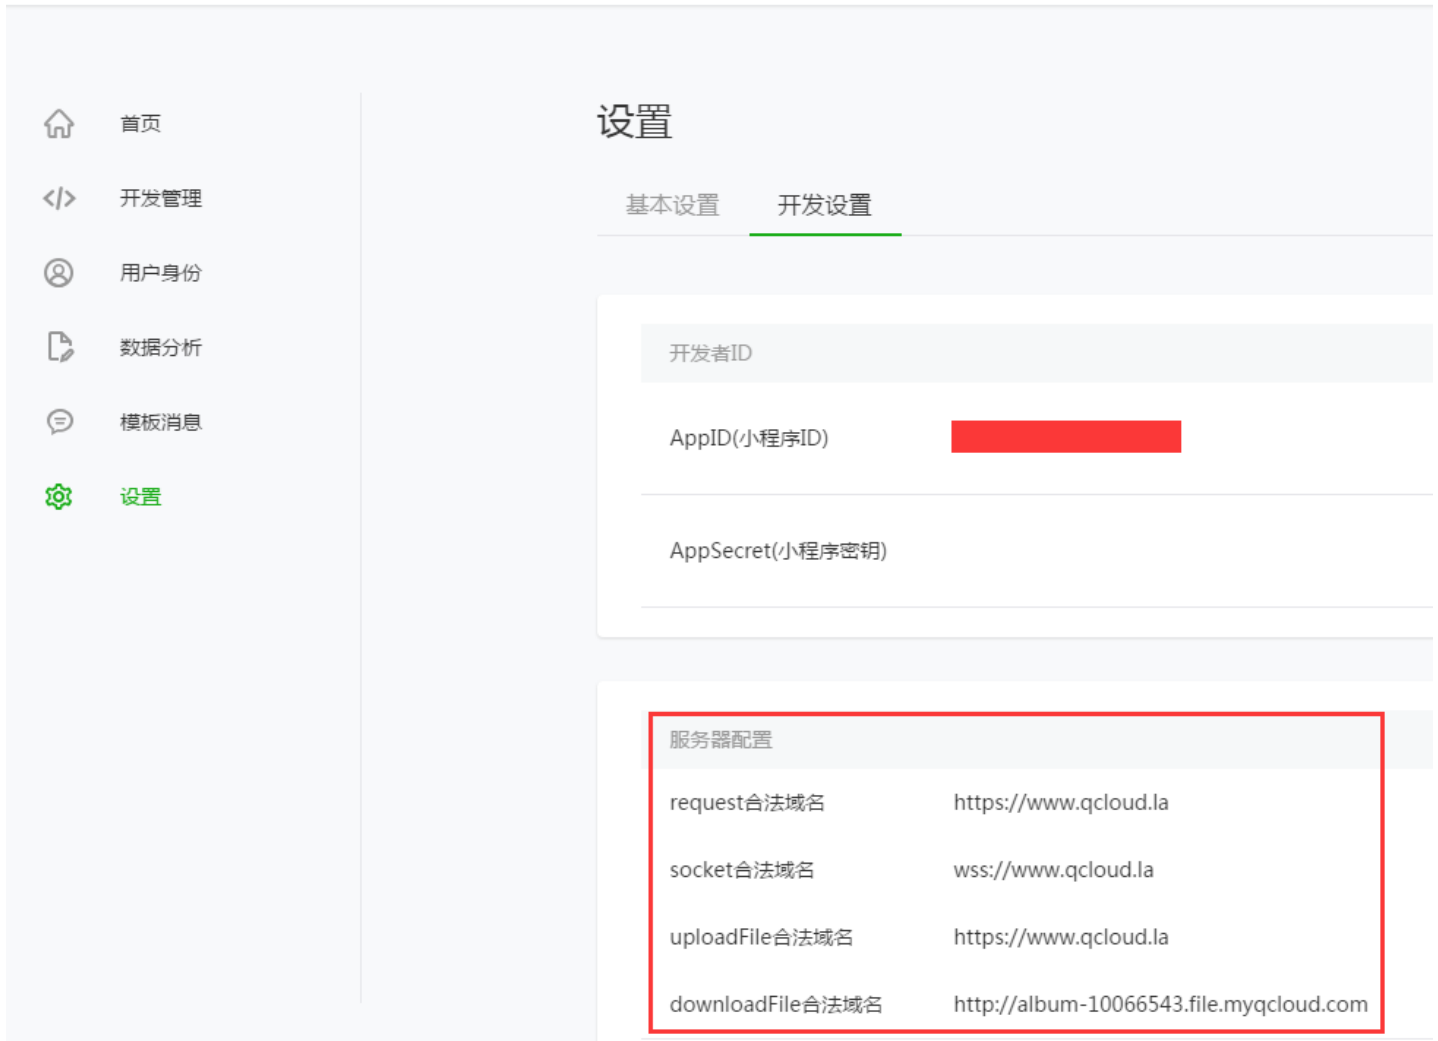 首页
开发管理
用户身份
数据分析
模板消息
设置
设置
基本设置 开发设置
开发者ID
AppID(小程序ID)
AppSecret(小程序密钥)
服务器配置
request合法域名 https://www.qcloud.la
socket合法域名 wss://www.qcloud.la
uploadFile合法域名 https://www.qcloud.la
downloadFile合法域名 http://album-10066543.file.myqcloud.com